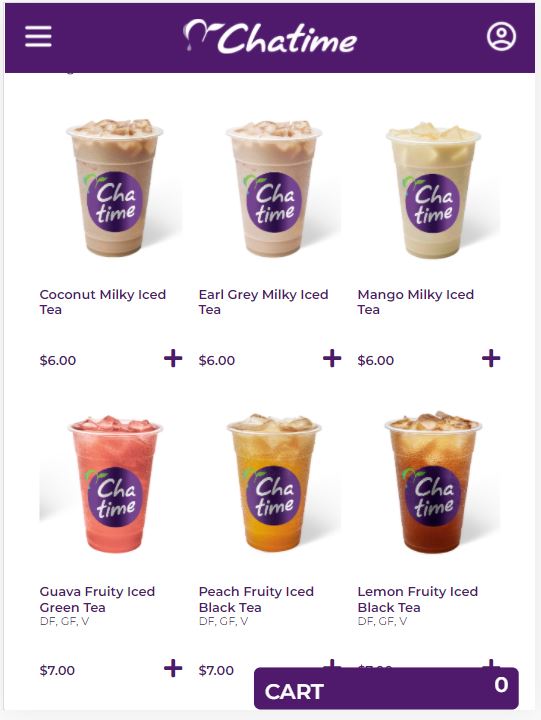 Chatime
Cha
time
Cha
time
Cha
time
Coconut Milky Iced
Tea
Earl Grey Milky Iced
Tea
Mango Milky Iced
Tea
$6.00 +
$6.00 +
$6.00 +
Cha
time
Cha
time
Cha
time
Guava Fruity Iced
Green Tea
DF, GF, V
Peach Fruity Iced
Black Tea
DF, GF, V
Lemon Fruity Iced
Black Tea
DF, GF, V
$7.00 +
$7.00
CART 0